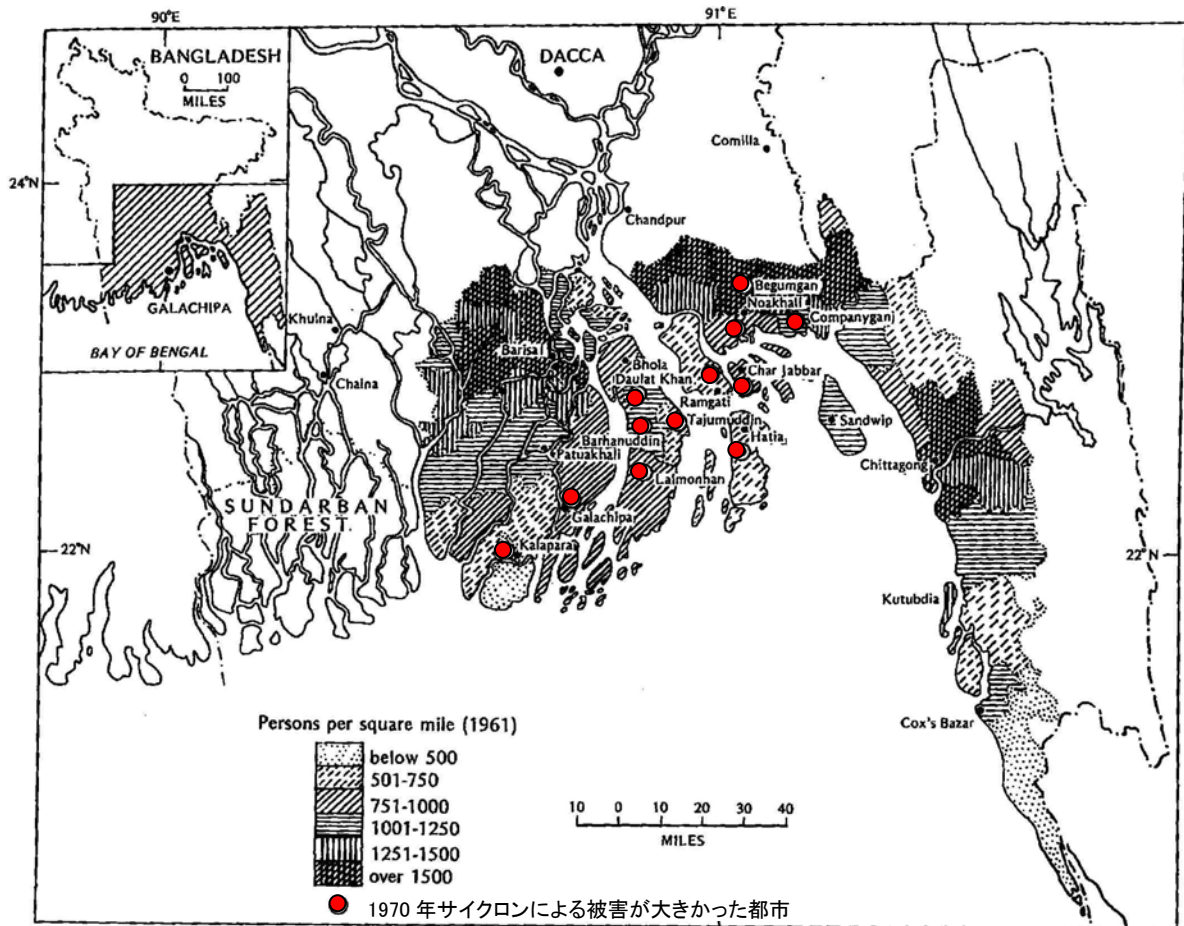 90°E
91°E
BANGLADESH
0 100
MILES
GALACHIPA
BAY OF BENGAL
DACCA
Comilla
24°N
Chandpur
Begumgan
Noakhali
Companyganj
Khulna
Chalna
Barisal
Bhola
Daulat Khan
Char Jabbar
Ramgati
Tajumuddin
Sandwip
Barhanuddin
Hatia
Patuakhali
Chittagong
Lalmonhan
SUNDARBAN
FOREST
Galachipa
Kalapara
22°N
22°N
Kutubdia
Cox's Bazar
Persons per square mile (1961)
below 500
501-750
751-1000
1001-1250
1251-1500
over 1500
10 0 10 20 30 40
MILES
1970 年サイクロンによる被害が大きかった都市